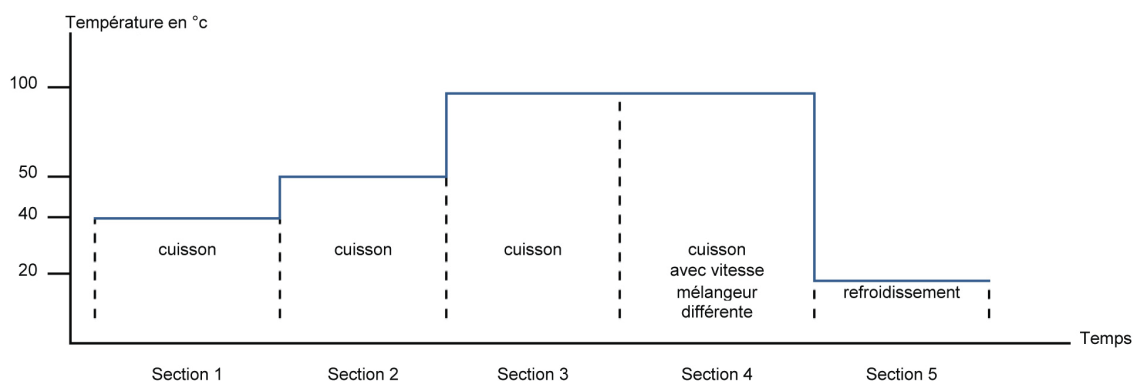 Température en °c
100
50
40
20
cuisson
cuisson
cuisson
cuisson
avec vitesse
mélangeur
différente
refroidissement
Temps
Section 1
Section 2
Section 3
Section 4
Section 5